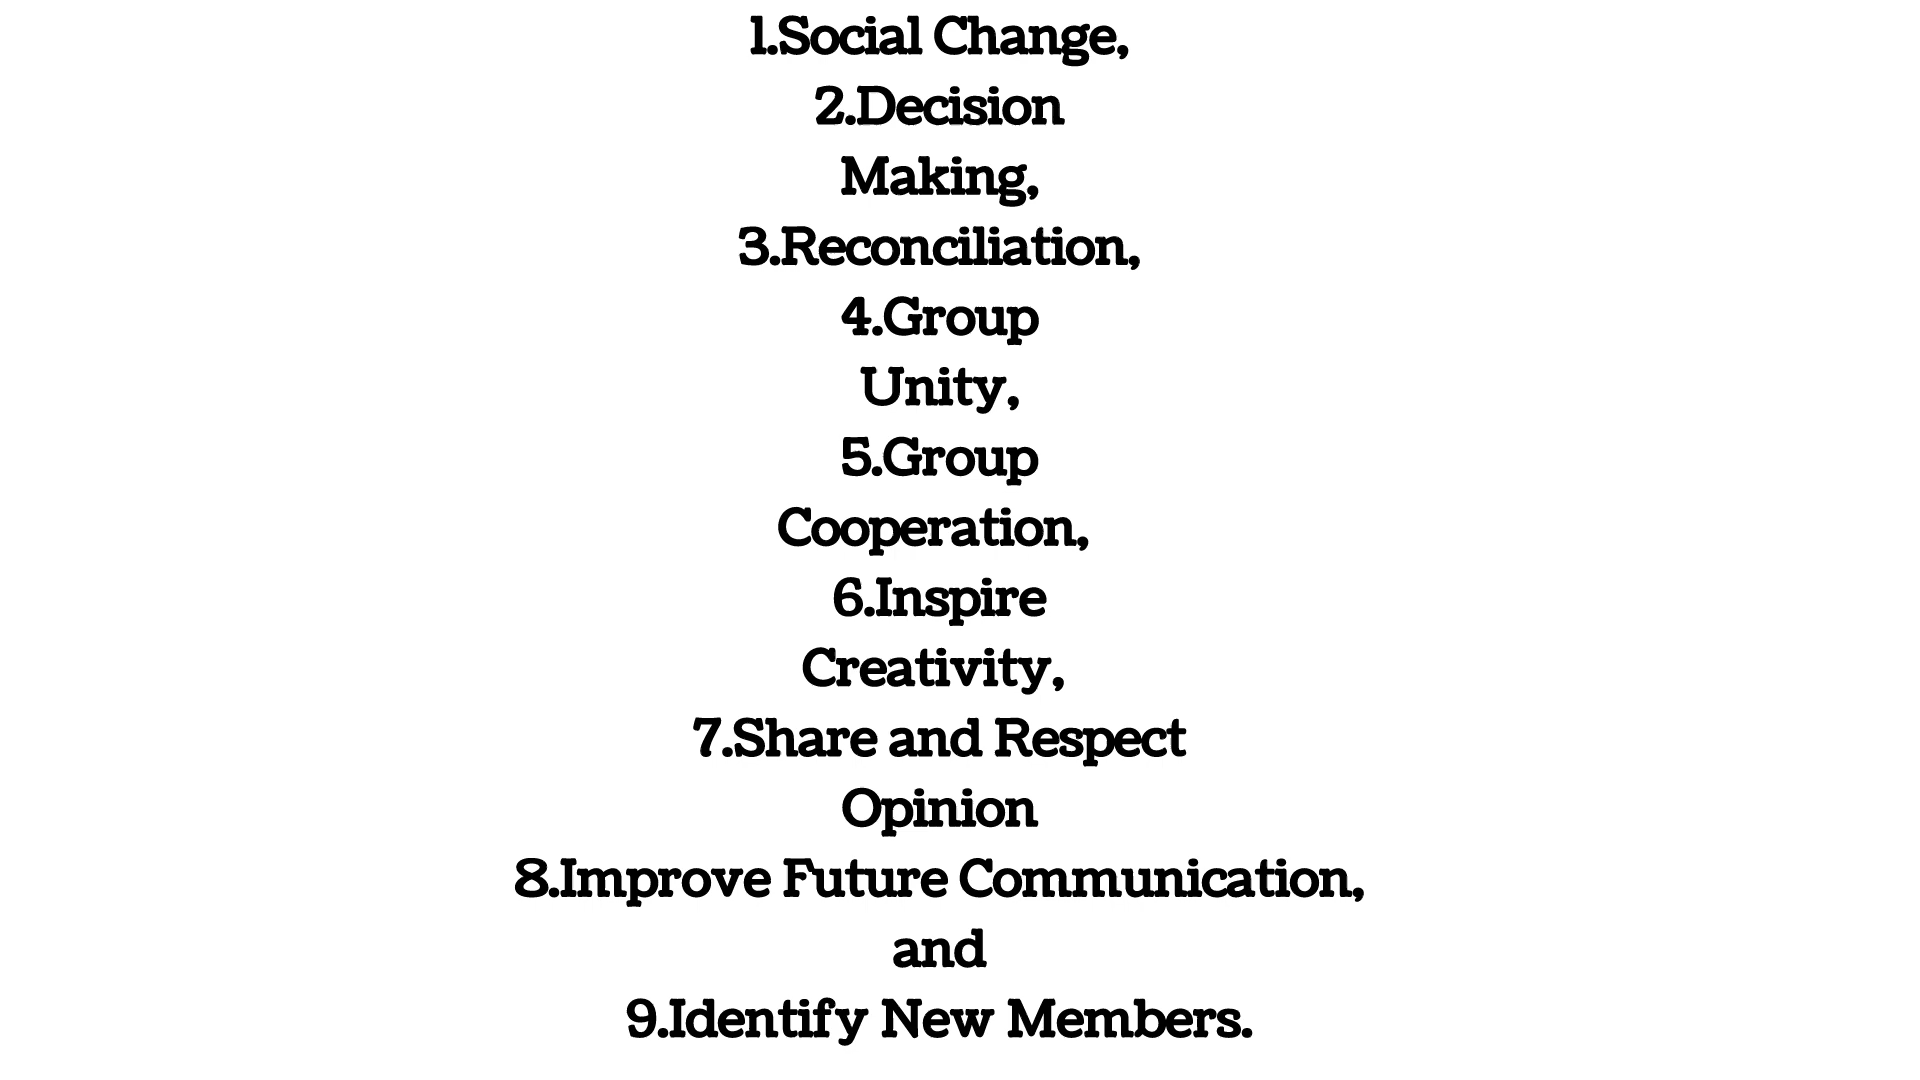 1.Social Change,
2.Decision
Making,
3.Reconciliation,
4.Group
Unity,
5.Group
Cooperation,
6.Inspire
Creativity,
7.Share and Respect
Opinion
8.Improve Future Communication,
and
9.Identify New Members.